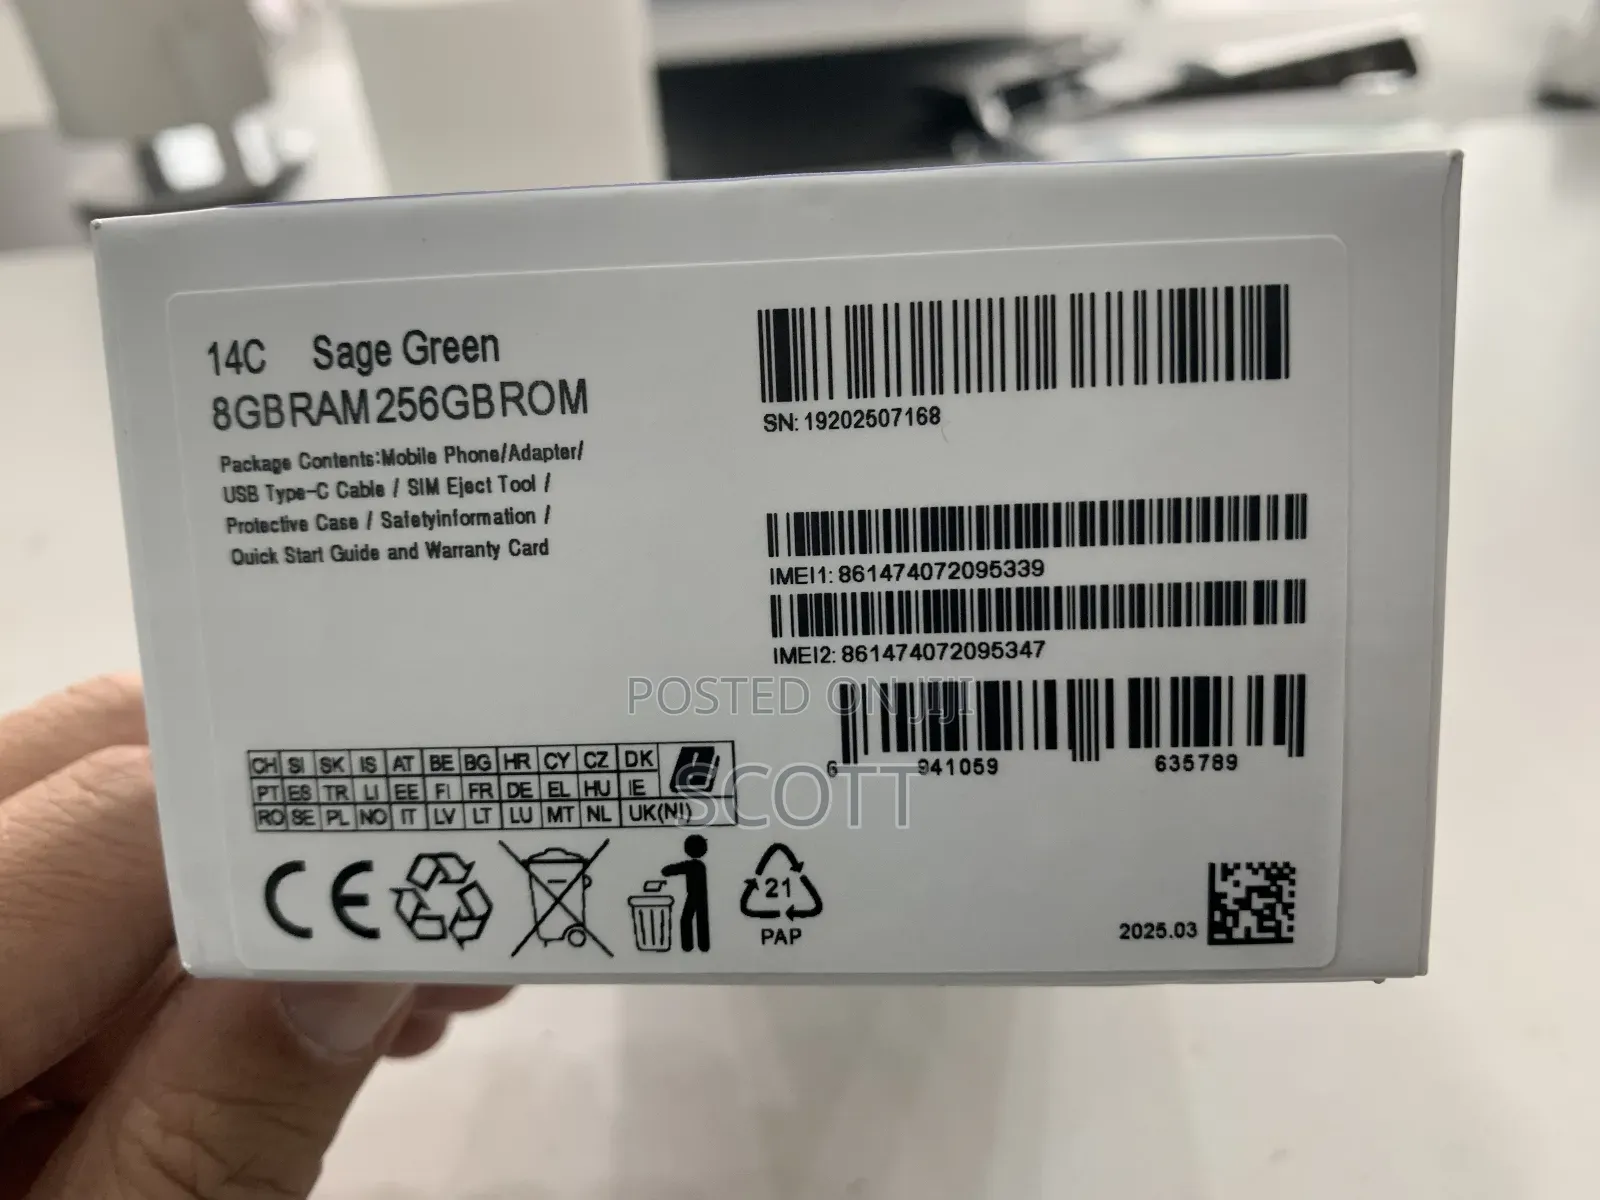 14C Sage Green
8GBRAM 256GBROM
Package Contents:Mobile Phone/Adapter/
USB Type-C Cable / SIM Eject Tool /
Protective Case / Safetyinformation /
Quick Start Guide and Warranty Card
SN: 19202507168
IMEI1: 861474072095339
IMEI2: 861474072095347
6 941059 635789
POSTED ON JIJI
SCOTT
CH SI SK IS AT BE BG HR CY CZ DK
PT ES TR LI EE FI FR DE EL HU IE
RO SE PL NO IT LV LT LU MT NL UK(NI)
CE
21
PAP
2025.03